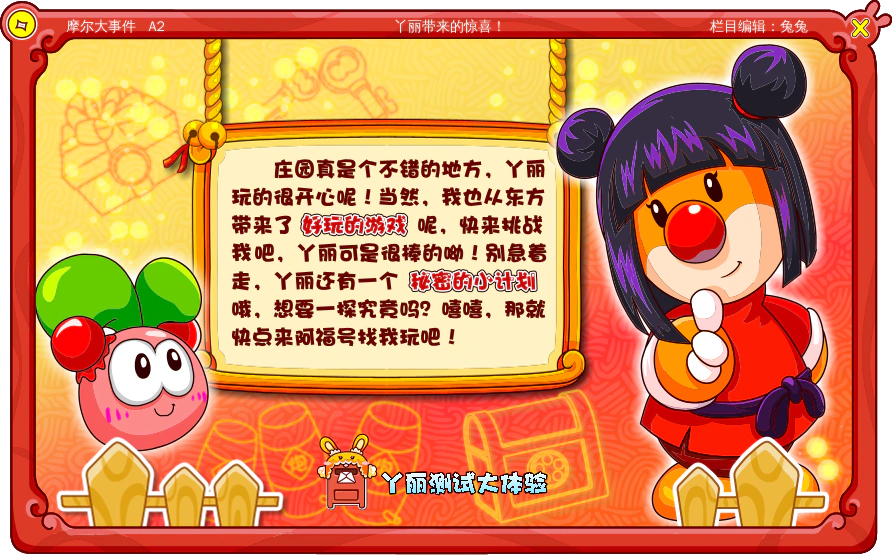 摩尔大事件 A2
丫丽带来的惊喜！
栏目编辑：兔兔
庄园真是个不错的地方，丫丽
玩的很开心呢！当然，我也从东方
带来了 好玩的游戏 呢，快来挑战
我吧，丫丽可是很棒的呦！别急着
走，丫丽还有一个 秘密的小计划
哦，想要一探究竟吗？嘻嘻，那就
快点来阿福号找我玩吧！
丫丽测试大体验